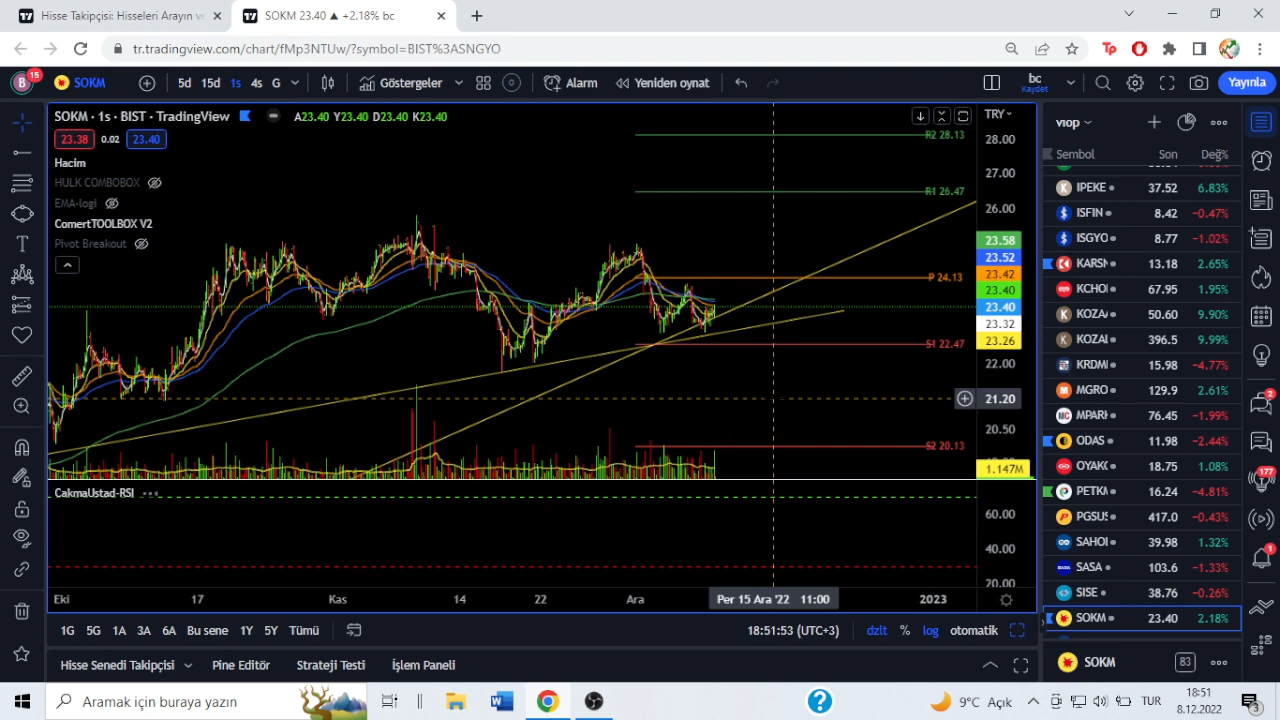 Hisse Takipçisi: Hisseleri Arayın ve
SOKM 23.40 ▲ +2.18% bc
tr.tradingview.com/chart/fMp3NTUw/?symbol=BIST%3ASNGYO
Tp
B 15 SOKM 5d 15d 1s 4s G Göstergeler Alarm Yeniden oynat bc Kaydet Yayınla
SOKM · 1s · BIST · TradingView A23.40 Y23.40 D23.40 K23.40
23.38 0.02 23.40
Hacim
HULK COMBOBOX
EMA-logi
ComertTOOLBOX V2
Pivot Breakout
R2 28.13
R1 26.47
P 24.13
S1 22.47
S2 20.13
TRY
28.00
27.00
26.00
23.58
23.52
23.42
23.40
23.40
23.32
23.26
22.00
21.20
20.50
1.147M
CakmaUstad-RSI
60.00
40.00
20.00
Eki 17 Kas 14 22 Ara Per 15 Ara '22 11:00 2023
1G 5G 1A 3A 6A Bu sene 1Y 5Y Tümü 18:51:53 (UTC+3) dzlt % log otomatik
Hisse Senedi Takipçisi Pine Editör Strateji Testi İşlem Paneli
VIOP
Sembol Son Değ%
IPEKE 37.52 6.83%
ISFIN 8.42 −0.47%
ISGYO 8.77 −1.02%
KARSN 13.18 2.65%
KCHOL 67.95 1.95%
KOZAA 50.60 9.90%
KOZAL 396.5 9.99%
KRDMD 15.98 −4.77%
MGRO 129.9 2.61%
MPARK 76.45 −1.99%
ODAS 11.98 −2.44%
OYAKC 18.75 1.08%
PETKM 16.24 −4.81%
PGSUS 417.0 −0.43%
SAHOL 39.98 1.32%
SASA 103.6 −1.33%
SISE 38.76 −0.26%
SOKM 23.40 2.18%
SOKM 83
2
177
1
Aramak için buraya yazın
9°C Açık TUR 18:51
8.12.2022
3